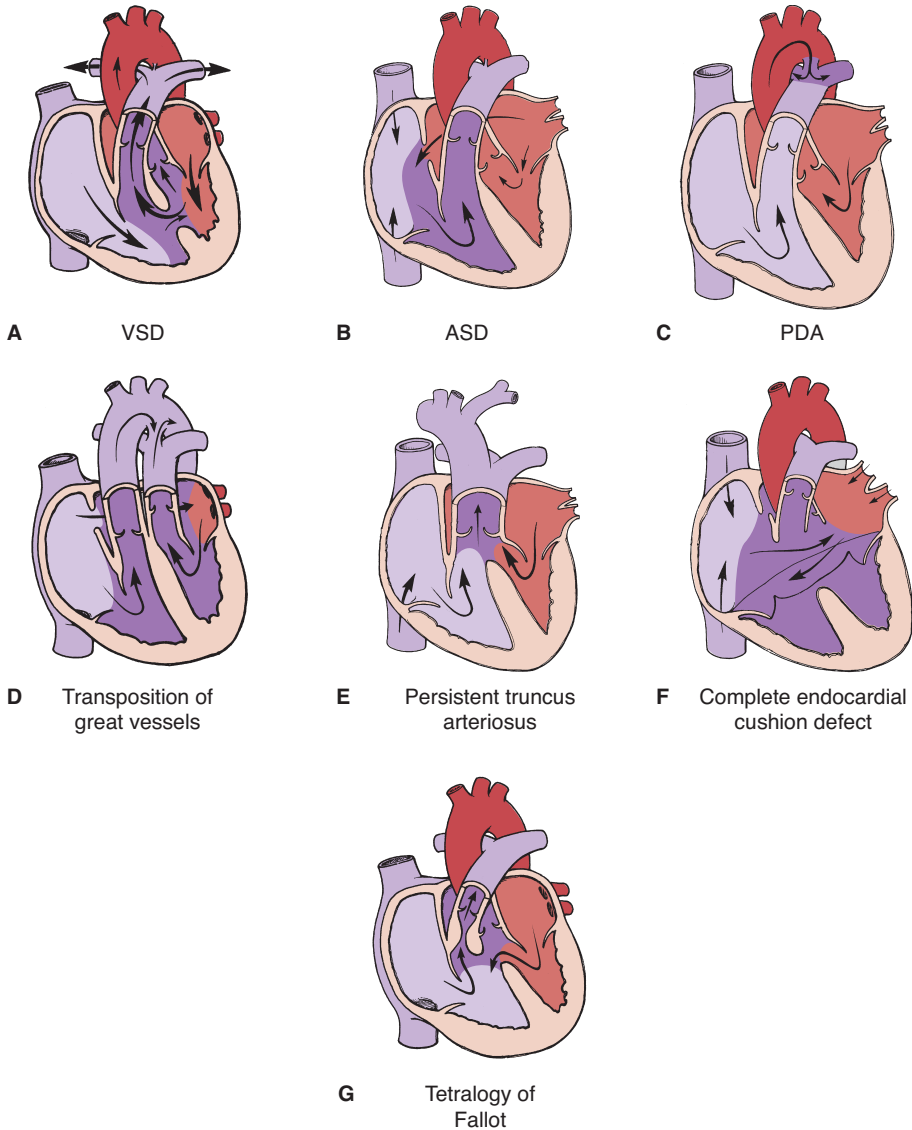 A VSD
B ASD
C PDA
D Transposition of
great vessels
E Persistent truncus
arteriosus
F Complete endocardial
cushion defect
G Tetralogy of
Fallot